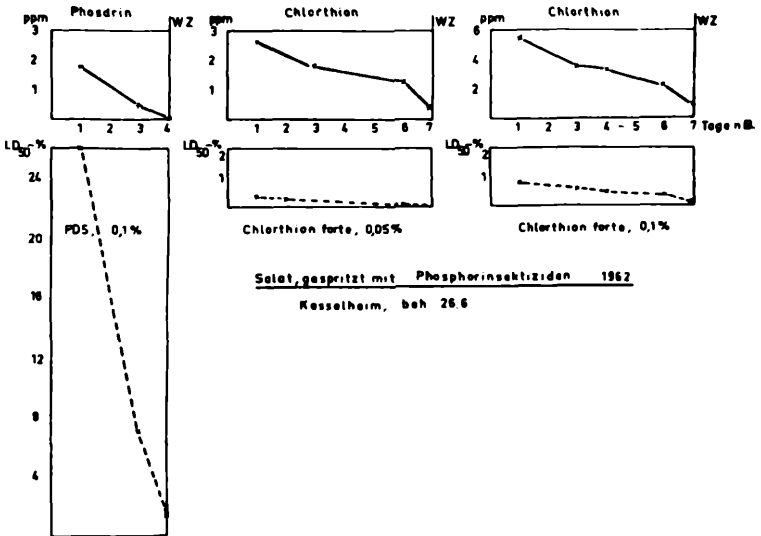 Phosdrin
ppm
WZ
3
2
1
1 3 4
LD50-%
24
20
16
12
8
4
PDS, 0,1%
Chlorthion
ppm
WZ
3
2
1
1 2 3 4 5 6 7
LD50-%
2
1
Chlorthion forte, 0,05%
Chlorthion
ppm
WZ
6
4
2
1 2 3 4 - 5 6 7 Tage n.B.
LD50-%
2
1
Chlorthion forte, 0,1%
Salat, gespritzt mit Phosphorinsektiziden 1962
Kesselheim, beh 26.6